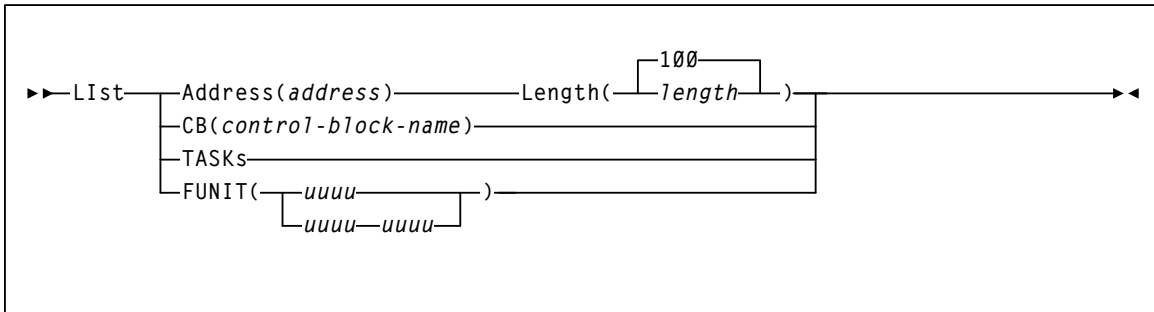 100
LIst Address(address) Length( length )
CB(control-block-name)
TASKs
FUNIT( uuuu )
uuuu uuuu